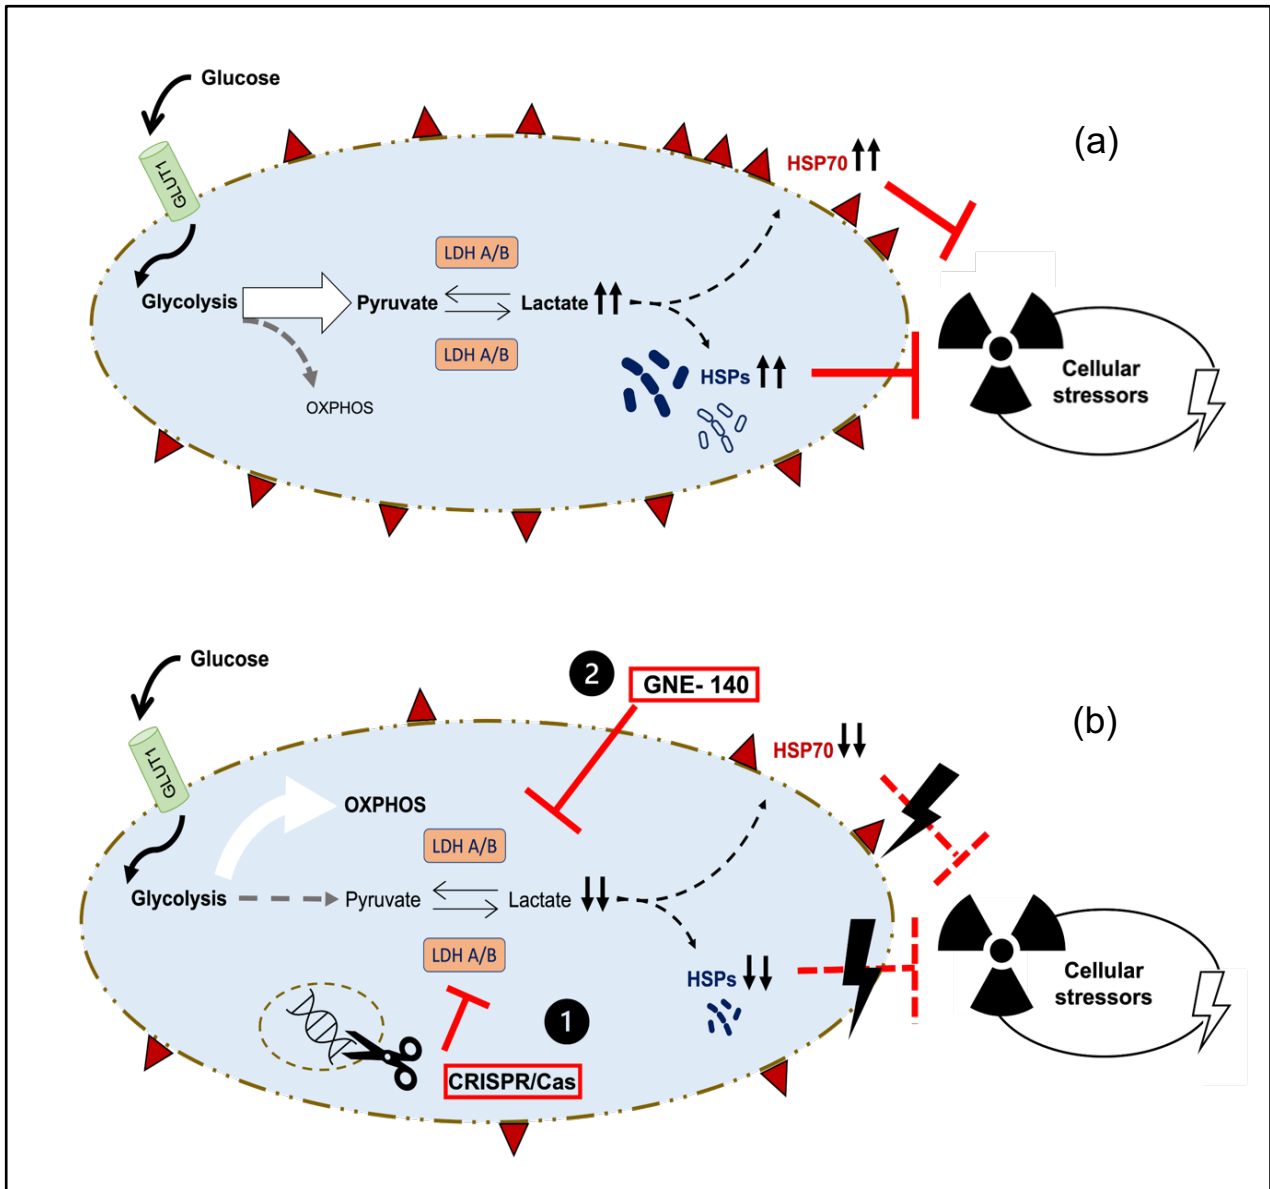 Glucose
(a)
GLUT1
HSP70
LDH A/B
Glycolysis
Pyruvate
Lactate
LDH A/B
HSPs
OXPHOS
Cellular
stressors
Glucose
2
GNE- 140
(b)
GLUT1
HSP70
OXPHOS
LDH A/B
Glycolysis
Pyruvate
Lactate
LDH A/B
HSPs
Cellular
stressors
1
CRISPR/Cas